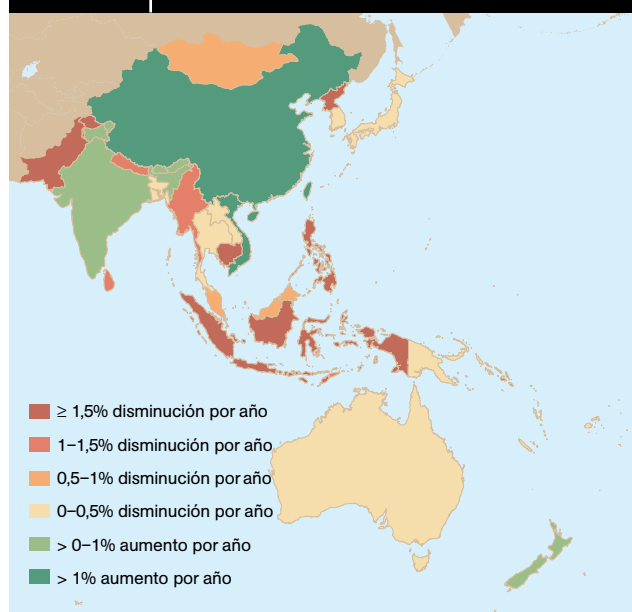 ≥ 1,5% disminución por año
1–1,5% disminución por año
0,5–1% disminución por año
0–0,5% disminución por año
> 0–1% aumento por año
> 1% aumento por año